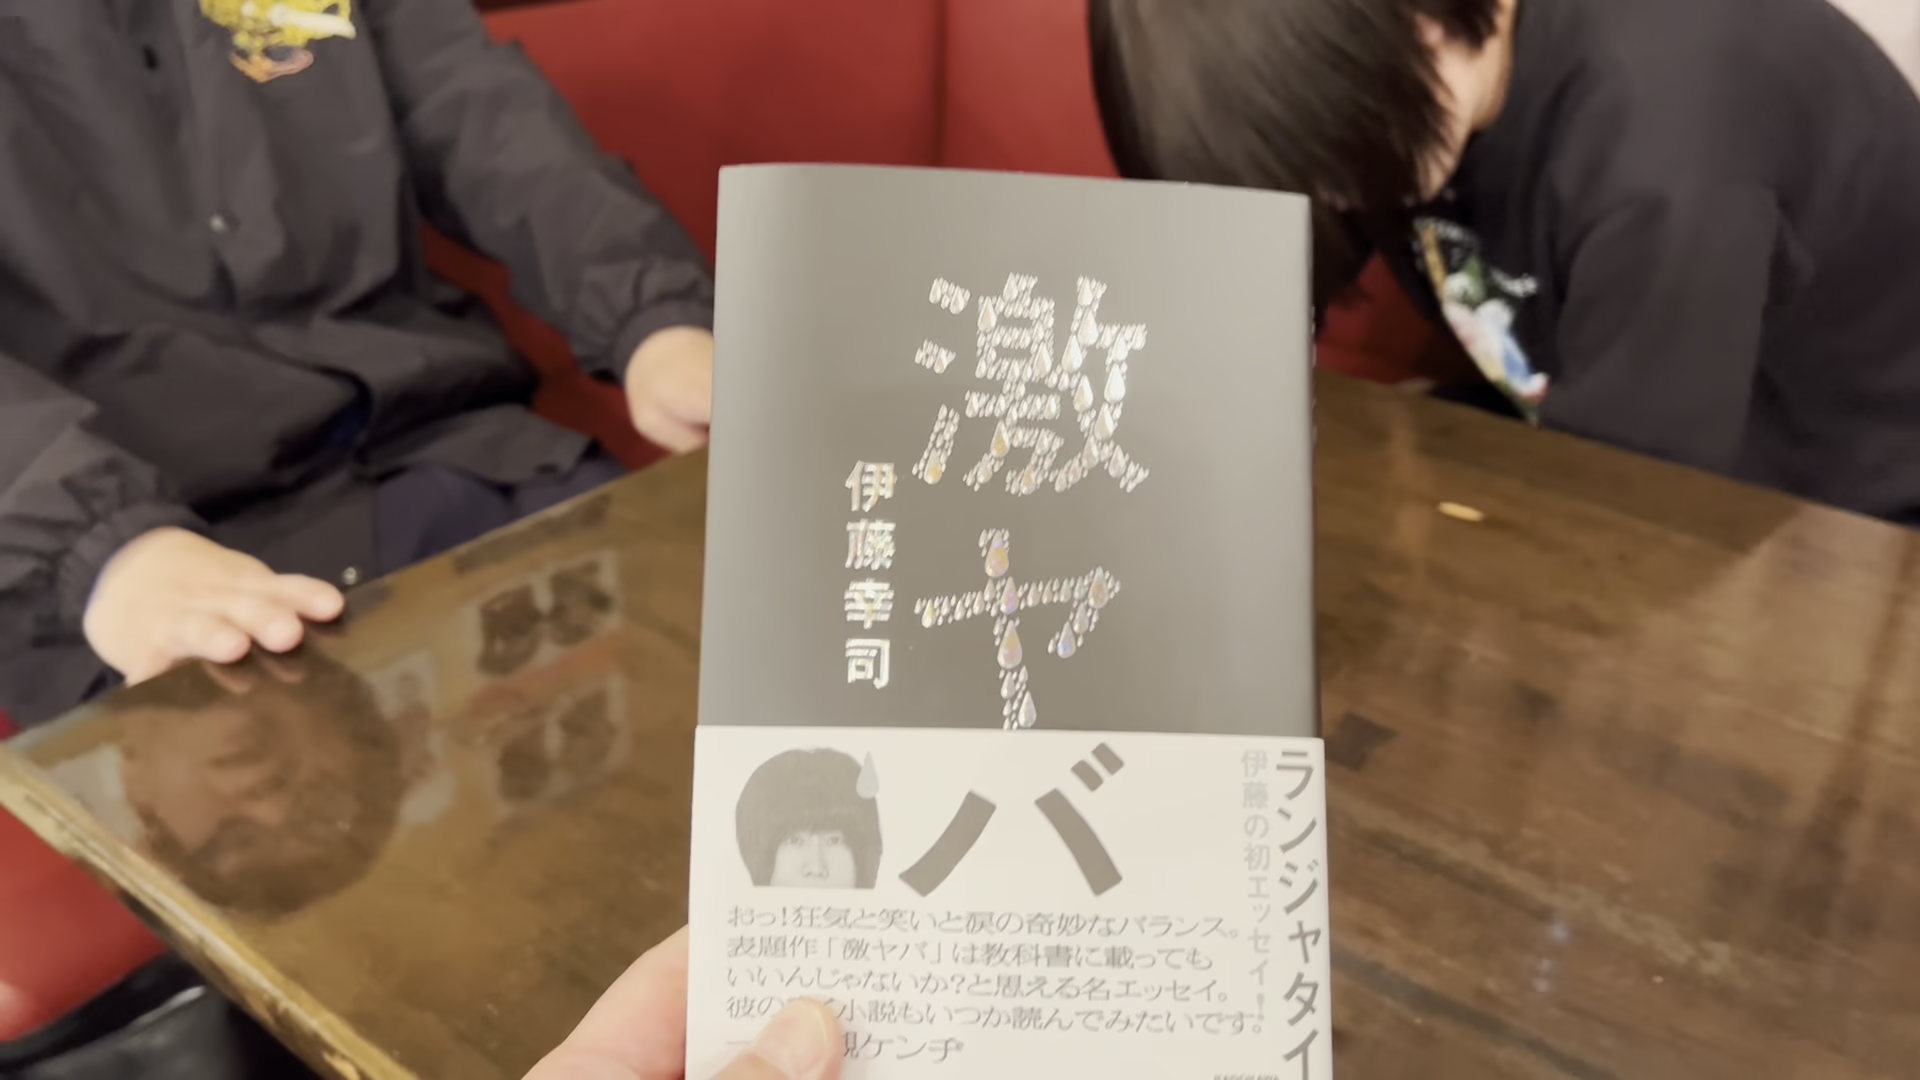 激ヤバ
伊藤幸司
ランジャタイ
伊藤の初エッセイ!
おっ!狂気と笑いと涙の奇妙なバランス。
表題作「激ヤバ」は教科書に載っても
いいんじゃないか?と思える名エッセイ。
彼の
小説もいつか読んでみたいです。
ケンヂ